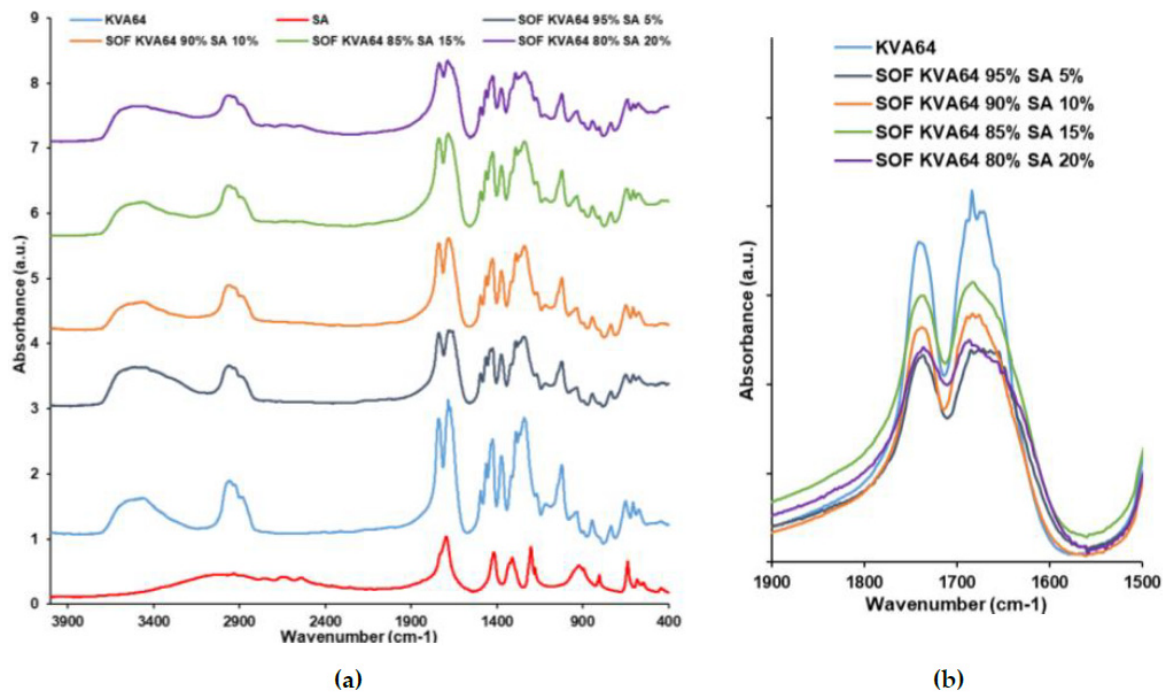 KVA64 SA SOF KVA64 95% SA 5%
SOF KVA64 90% SA 10% SOF KVA64 85% SA 15% SOF KVA64 80% SA 20%
9
8
7
6
5
4
3
2
1
0
Absorbance (a.u.)
3900 3400 2900 2400 1900 1400 900 400
Wavenumber (cm-1)
(a)
KVA64
SOF KVA64 95% SA 5%
SOF KVA64 90% SA 10%
SOF KVA64 85% SA 15%
SOF KVA64 80% SA 20%
Absorbance (a.u.)
1900 1800 1700 1600 1500
Wavenumber (cm-1)
(b)